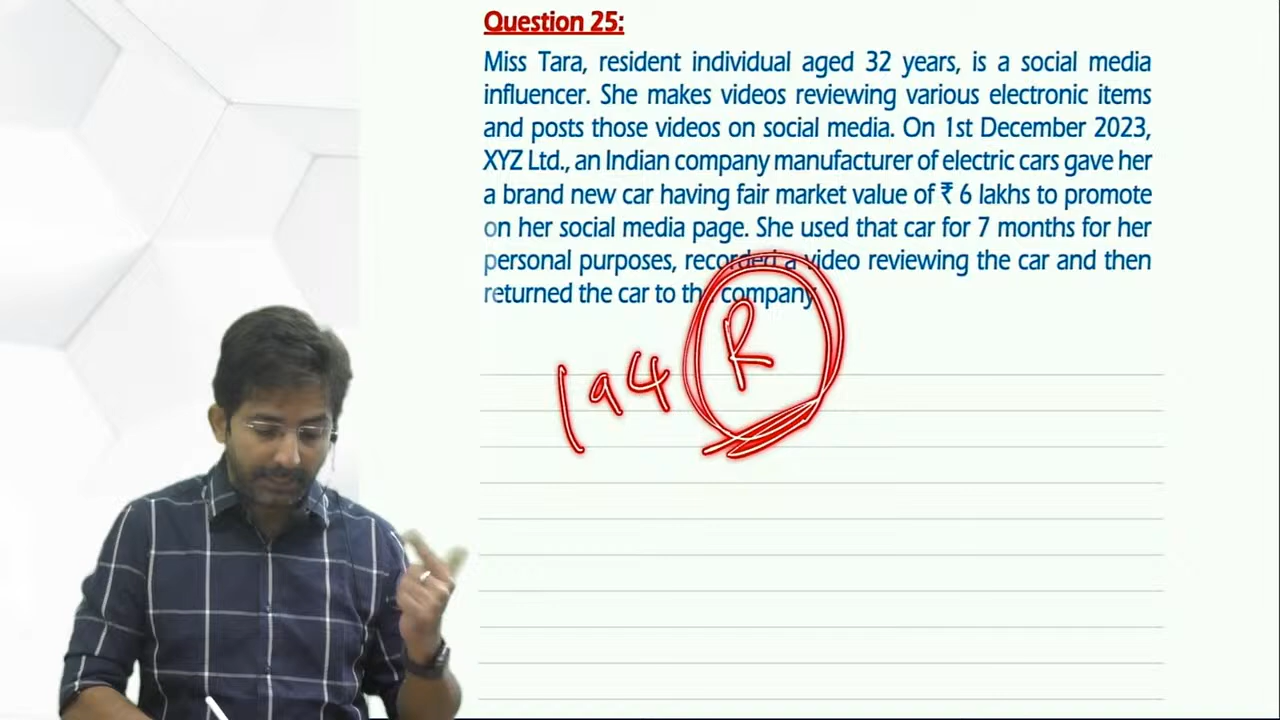 Question 25:
Miss Tara, resident individual aged 32 years, is a social media
influencer. She makes videos reviewing various electronic items
and posts those videos on social media. On 1st December 2023,
XYZ Ltd., an Indian company manufacturer of electric cars gave her
a brand new car having fair market value of ₹ 6 lakhs to promote
on her social media page. She used that car for 7 months for her
personal purposes, recorded a video reviewing the car and then
returned the car to the company
194 R